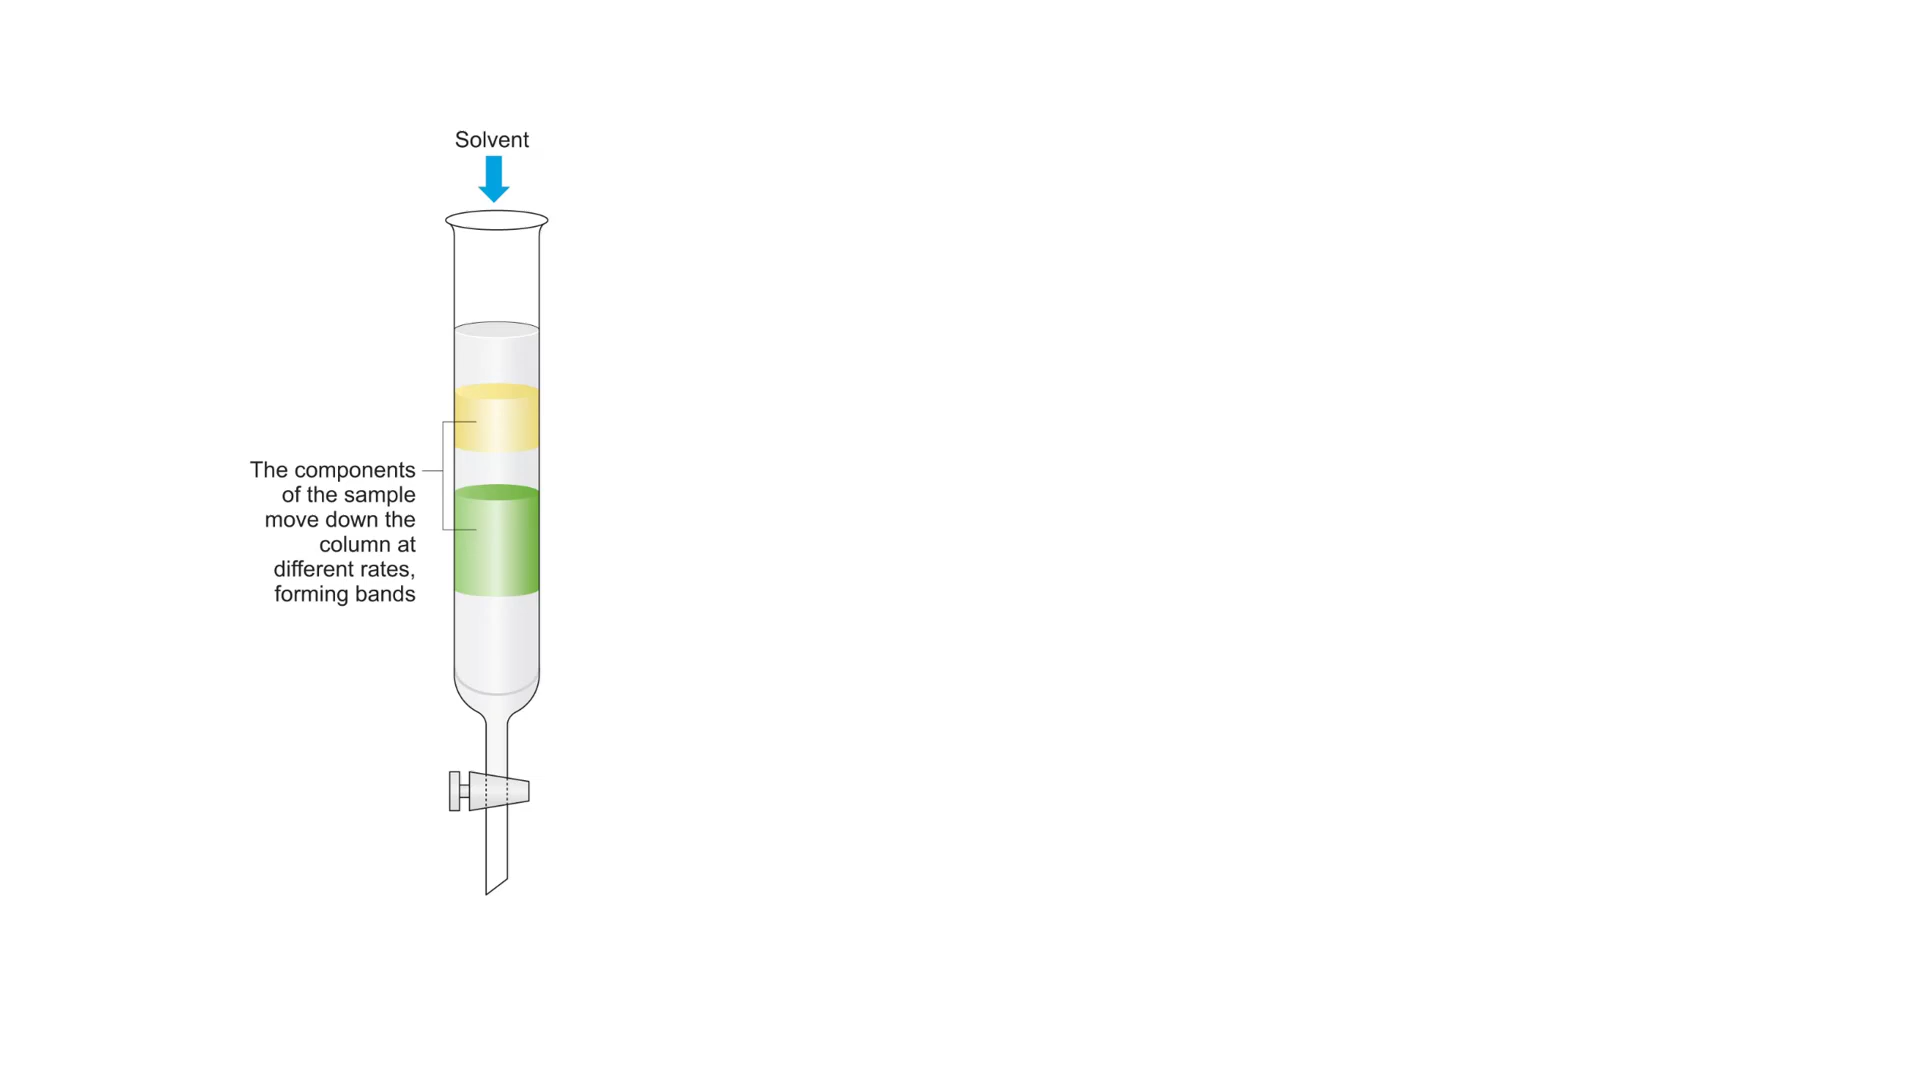 Solvent
The components
of the sample
move down the
column at
different rates,
forming bands